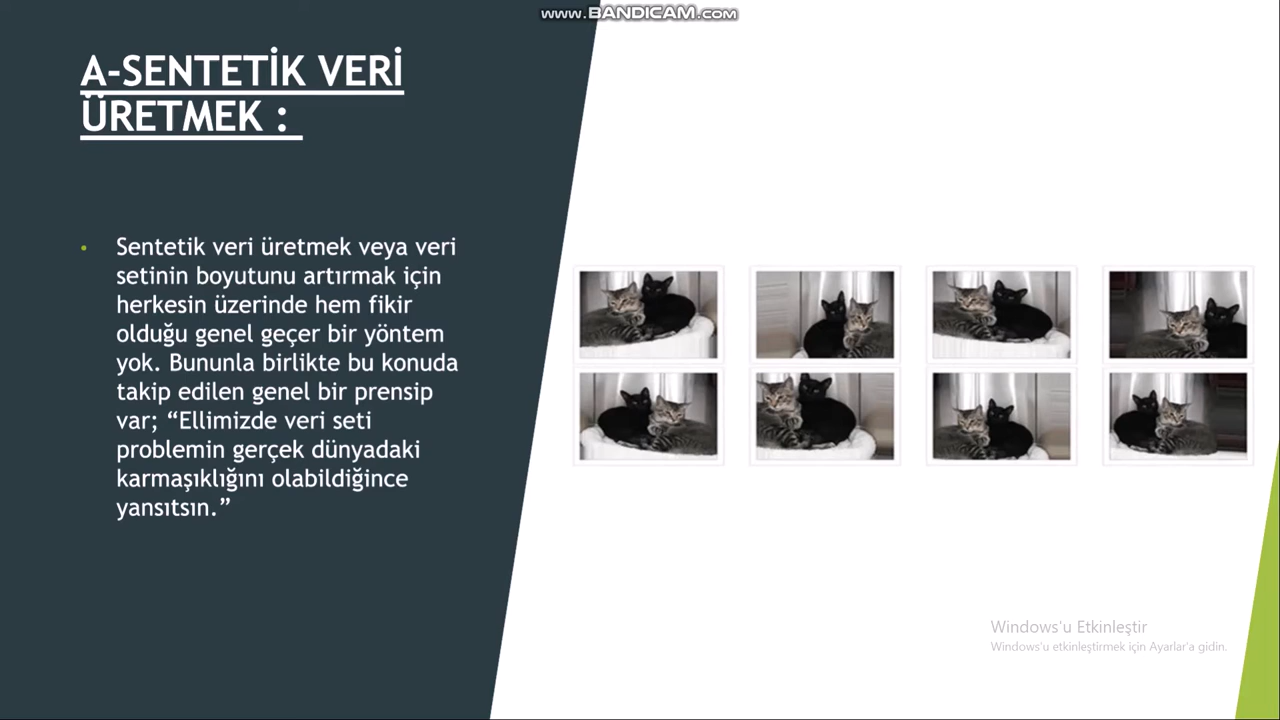 www.BANDICAM.com
A-SENTETİK VERİ
ÜRETMEK :
• Sentetik veri üretmek veya veri
setinin boyutunu artırmak için
herkesin üzerinde hem fikir
olduğu genel geçer bir yöntem
yok. Bununla birlikte bu konuda
takip edilen genel bir prensip
var; “Ellimizde veri seti
problemin gerçek dünyadaki
karmaşıklığını olabildiğince
yansıtsın.”
Windows'u Etkinleştir
Windows'u etkinleştirmek için Ayarlar'a gidin.